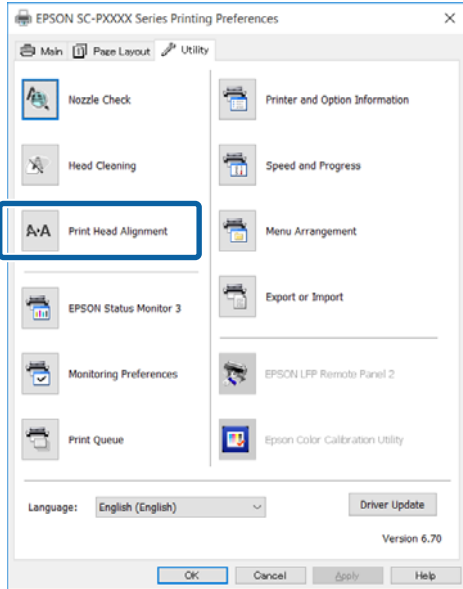 EPSON SC-PXXXX Series Printing Preferences
Main Page Layout Utility
Nozzle Check
Head Cleaning
A·A Print Head Alignment
EPSON Status Monitor 3
Monitoring Preferences
Print Queue
Printer and Option Information
Speed and Progress
Menu Arrangement
Export or Import
EPSON LFP Remote Panel 2
Epson Color Calibration Utility
Language: English (English)
Driver Update
Version 6.70
OK Cancel Apply Help